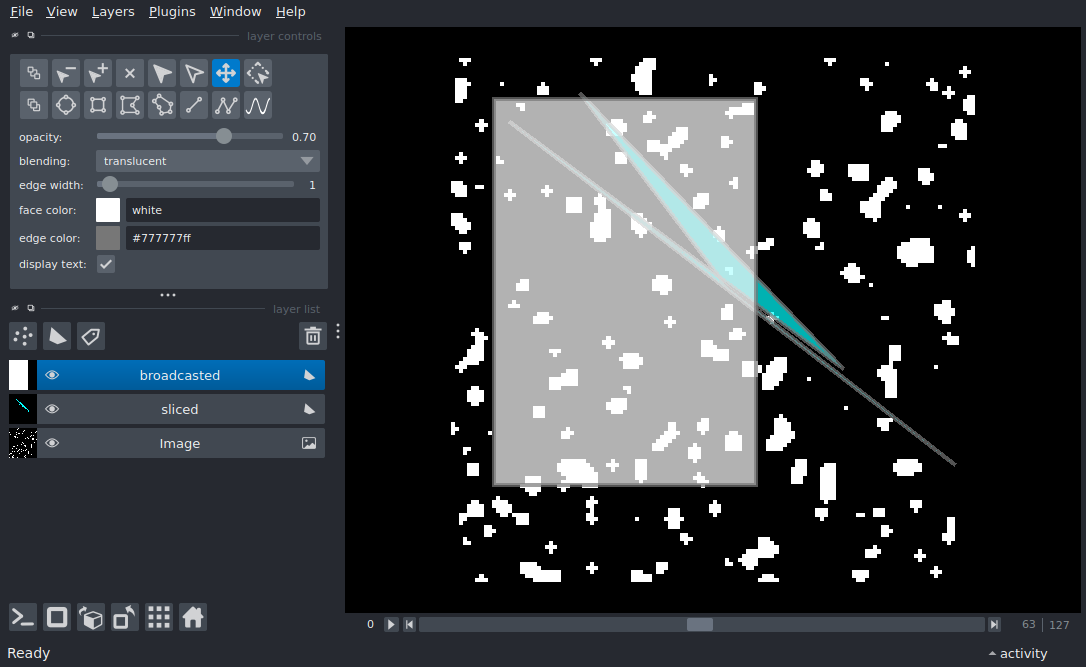 File View Layers Plugins Window Help
layer controls
opacity: 0.70
blending: translucent
edge width: 1
face color: white
edge color: #777777ff
display text:
layer list
broadcasted
sliced
Image
0 63 127
Ready activity